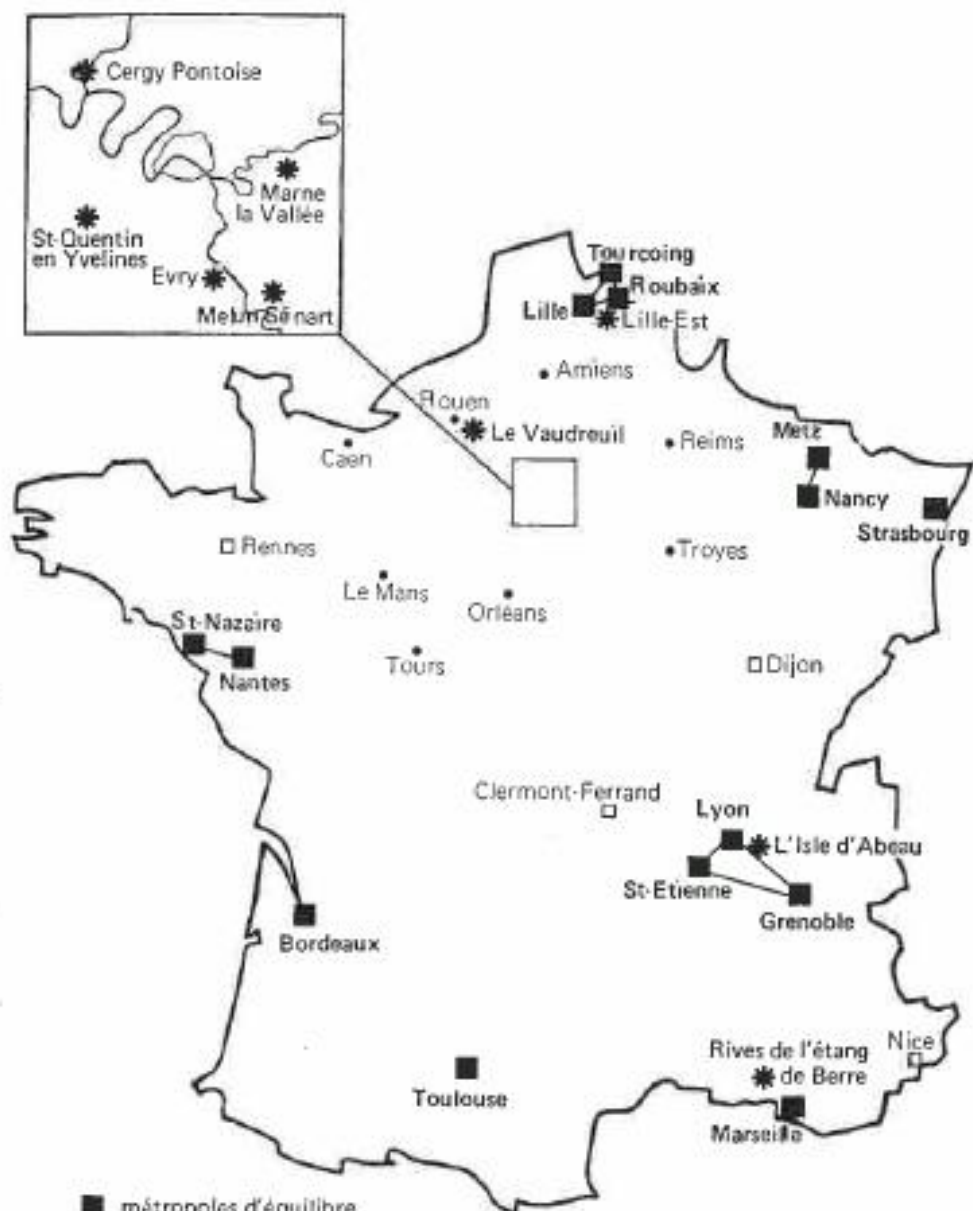 Cergy Pontoise
Marne
la Vallée
St-Quentin
en Yvelines
Evry
Melun Sénart
Tourcoing
Roubaix
Lille
Lille-Est
Amiens
Rouen
Le Vaudreuil
Caen
Reims
Metz
Nancy
Strasbourg
Rennes
Troyes
Le Mans
Orléans
St-Nazaire
Nantes
Tours
Dijon
Clermont-Ferrand
Lyon
L'Isle d'Abeau
St-Etienne
Grenoble
Bordeaux
Nice
Rives de l'étang
de Berre
Toulouse
Marseille
métropoles d'équilibre